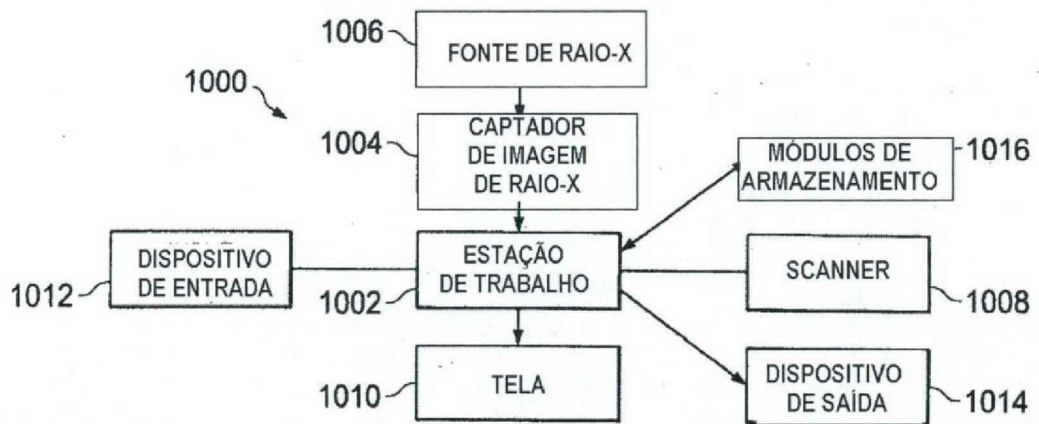 1006
FONTE DE RAIO-X
1000
1004
CAPTADOR
DE IMAGEM
DE RAIO-X
MÓDULOS DE
ARMAZENAMENTO
1016
DISPOSITIVO
DE ENTRADA
1012
ESTAÇÃO
DE TRABALHO
1002
SCANNER
1008
TELA
1010
DISPOSITIVO
DE SAÍDA
1014